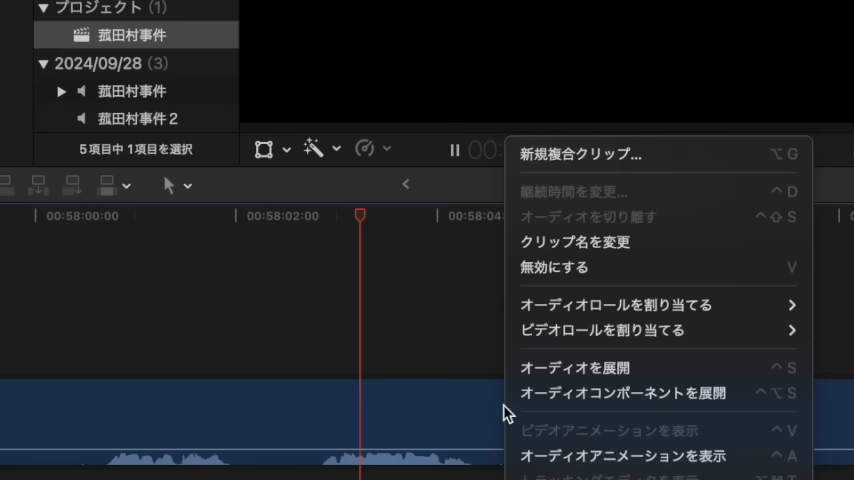 ▼ プロジェクト (1)
菰田村事件
▼ 2024/09/28 (3)
▶ 菰田村事件
菰田村事件 2
5項目中 1項目を選択
00:
00:58:00:00
00:58:02:00
00:58:04:
新規複合クリップ... ⌥ G
継続時間を変更... ^ D
オーディオを切り離す ^ ⇧ S
クリップ名を変更
無効にする V
オーディオロールを割り当てる >
ビデオロールを割り当てる >
オーディオを展開 ^ S
オーディオコンポーネントを展開 ^ ⌥ S
ビデオアニメーションを表示 ^ V
オーディオアニメーションを表示 ^ A